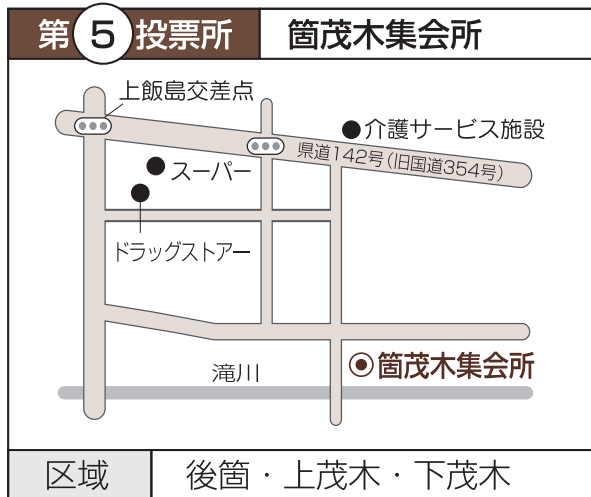 第5投票所 箇茂木集会所
上飯島交差点
介護サービス施設
県道142号(旧国道354号)
スーパー
ドラッグストアー
箇茂木集会所
滝川
区域 後箇・上茂木・下茂木